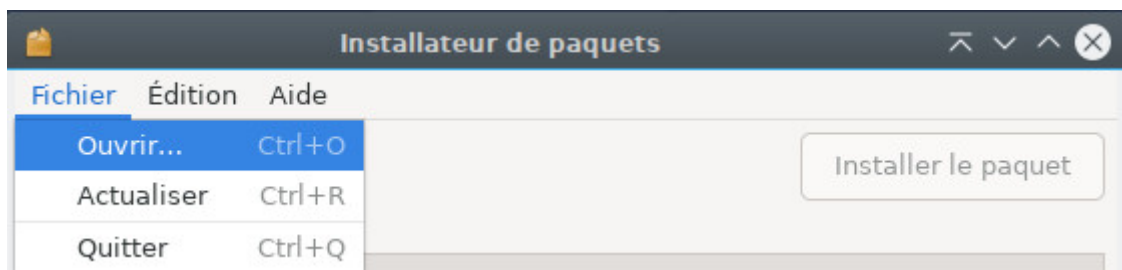 Installateur de paquets
Fichier Édition Aide
Ouvrir... Ctrl+O
Installer le paquet
Actualiser Ctrl+R
Quitter Ctrl+Q